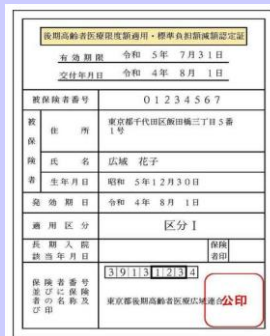 後期高齢者医療限度額適用・標準負担額減額認定証
有効期限 令和 5年 7月31日
交付年月日 令和 4年 8月 1日
被保険者番号 01234567
被保険者
住所 東京都千代田区飯田橋三丁目5番
1号
氏名 広域 花子
生年月日 昭和 5年12月30日
発効期日 令和 4年 8月 1日
適用区分 区分Ⅰ
長期入院
該当年月日
保険
者印
保険者番号
並びに保険
者の名称及
び印
39131234
東京都後期高齢者医療広域連合
公印